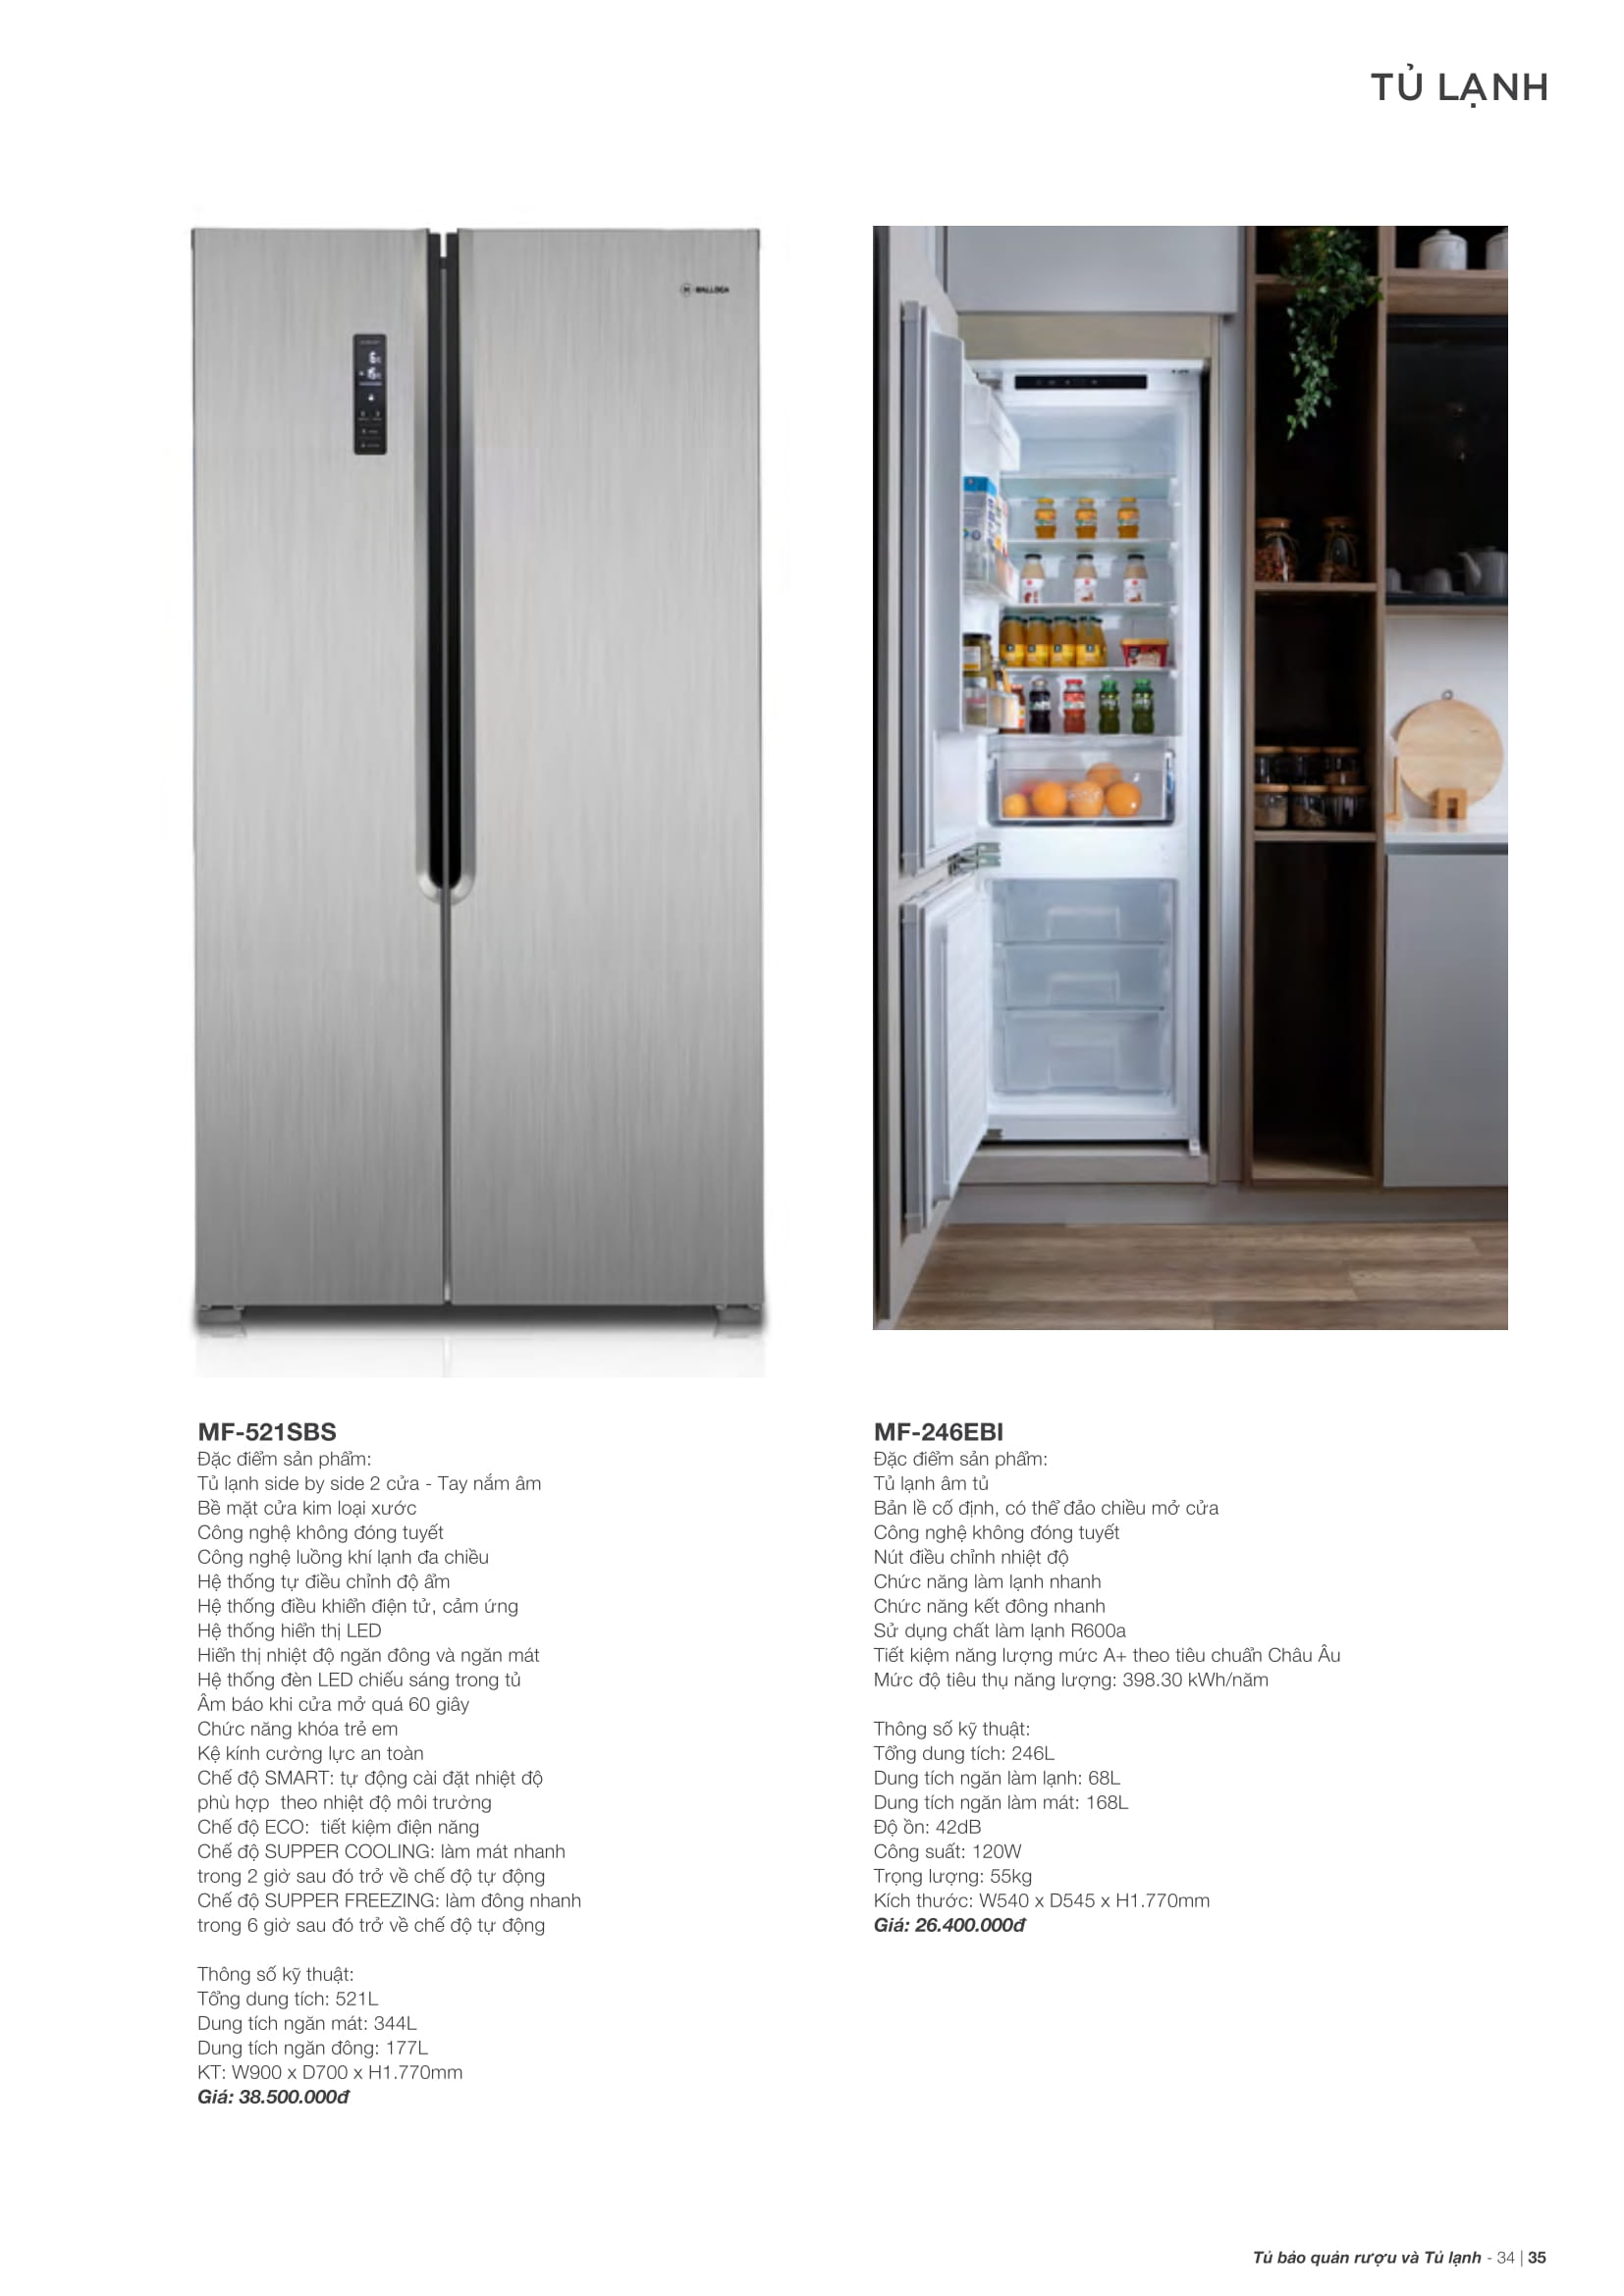 TỦ LẠNH
MALLOCA
MF-521SBS
Đặc điểm sản phẩm:
Tủ lạnh side by side 2 cửa - Tay nắm âm
Bề mặt cửa kim loại xước
Công nghệ không đóng tuyết
Công nghệ luồng khí lạnh đa chiều
Hệ thống tự điều chỉnh độ ẩm
Hệ thống điều khiển điện tử, cảm ứng
Hệ thống hiển thị LED
Hiển thị nhiệt độ ngăn đông và ngăn mát
Hệ thống đèn LED chiếu sáng trong tủ
Âm báo khi cửa mở quá 60 giây
Chức năng khóa trẻ em
Kệ kính cường lực an toàn
Chế độ SMART: tự động cài đặt nhiệt độ
phù hợp  theo nhiệt độ môi trường
Chế độ ECO:  tiết kiệm điện năng
Chế độ SUPPER COOLING: làm mát nhanh
trong 2 giờ sau đó trở về chế độ tự động
Chế độ SUPPER FREEZING: làm đông nhanh
trong 6 giờ sau đó trở về chế độ tự động
Thông số kỹ thuật:
Tổng dung tích: 521L
Dung tích ngăn mát: 344L
Dung tích ngăn đông: 177L
KT: W900 x D700 x H1.770mm
Giá: 38.500.000đ
MF-246EBI
Đặc điểm sản phẩm:
Tủ lạnh âm tủ
Bản lề cố định, có thể đảo chiều mở cửa
Công nghệ không đóng tuyết
Nút điều chỉnh nhiệt độ
Chức năng làm lạnh nhanh
Chức năng kết đông nhanh
Sử dụng chất làm lạnh R600a
Tiết kiệm năng lượng mức A+ theo tiêu chuẩn Châu Âu
Mức độ tiêu thụ năng lượng: 398.30 kWh/năm
Thông số kỹ thuật:
Tổng dung tích: 246L
Dung tích ngăn làm lạnh: 68L
Dung tích ngăn làm mát: 168L
Độ ồn: 42dB
Công suất: 120W
Trọng lượng: 55kg
Kích thước: W540 x D545 x H1.770mm
Giá: 26.400.000đ
Tủ bảo quản rượu và Tủ lạnh - 34 | 35